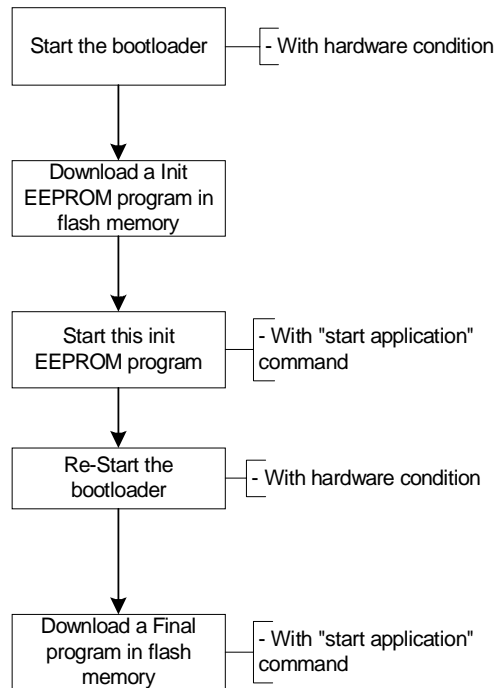 Start the bootloader
- With hardware condition
Download a Init
EEPROM program in
flash memory
Start this init
EEPROM program
- With "start application"
command
Re-Start the
bootloader
- With hardware condition
Download a Final
program in flash
memory
- With "start application"
command